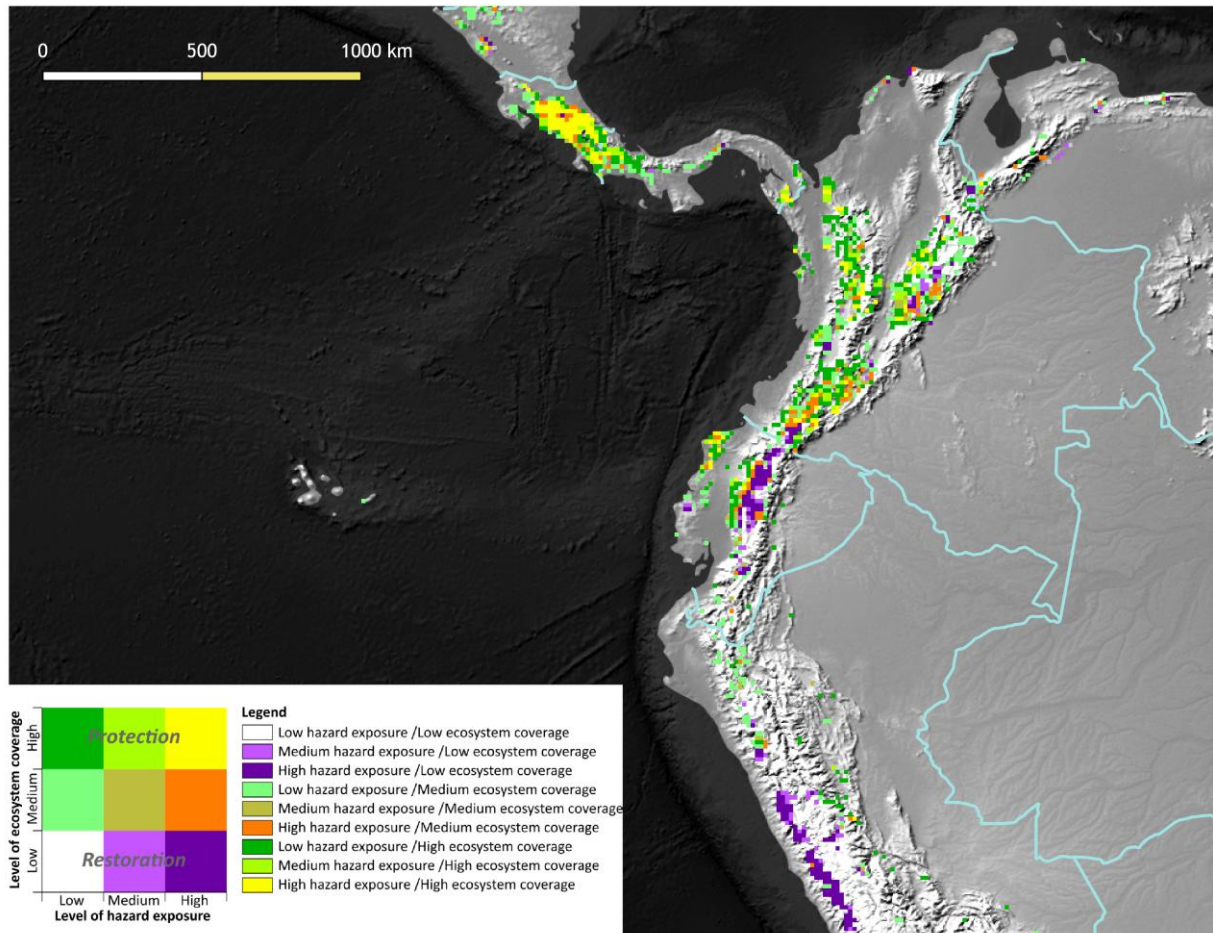 0 500 1000 km
Level of ecosystem coverage
High
Medium
Low
Protection
Restoration
Low Medium High
Level of hazard exposure
Legend
Low hazard exposure /Low ecosystem coverage
Medium hazard exposure /Low ecosystem coverage
High hazard exposure /Low ecosystem coverage
Low hazard exposure /Medium ecosystem coverage
Medium hazard exposure /Medium ecosystem coverage
High hazard exposure /Medium ecosystem coverage
Low hazard exposure /High ecosystem coverage
Medium hazard exposure /High ecosystem coverage
High hazard exposure /High ecosystem coverage